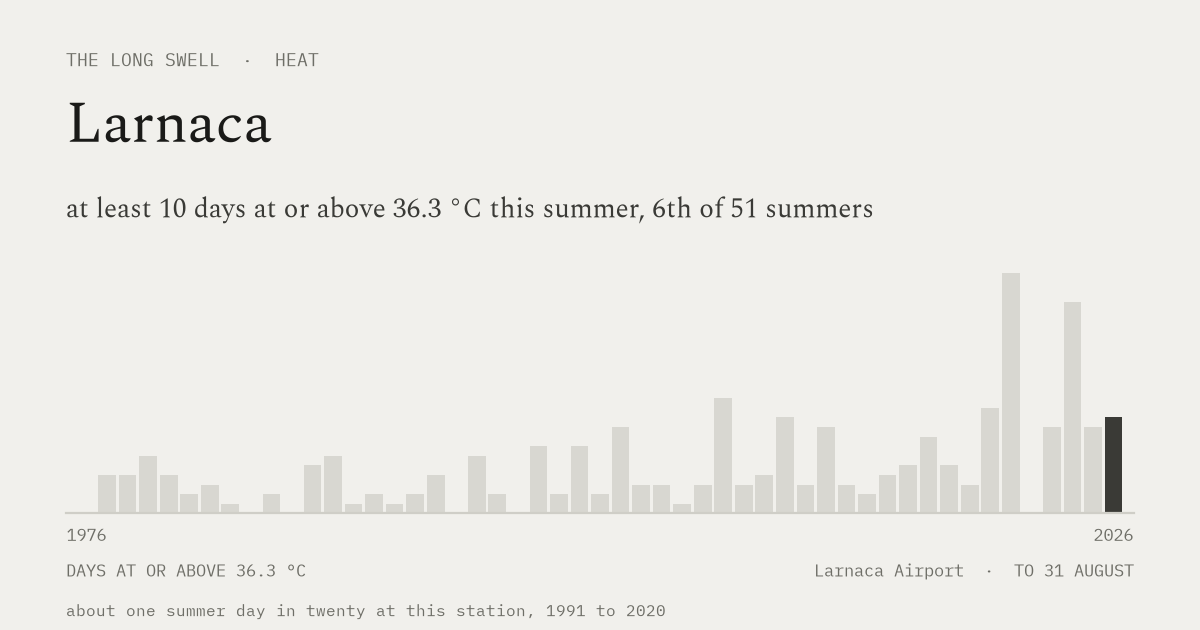 THE LONG SWELL · HEAT
Larnaca
at least 10 days at or above 36.3 °C this summer, 6th of 51 summers
1976
2026
DAYS AT OR ABOVE 36.3 °C
Larnaca Airport · TO 31 AUGUST
about one summer day in twenty at this station, 1991 to 2020